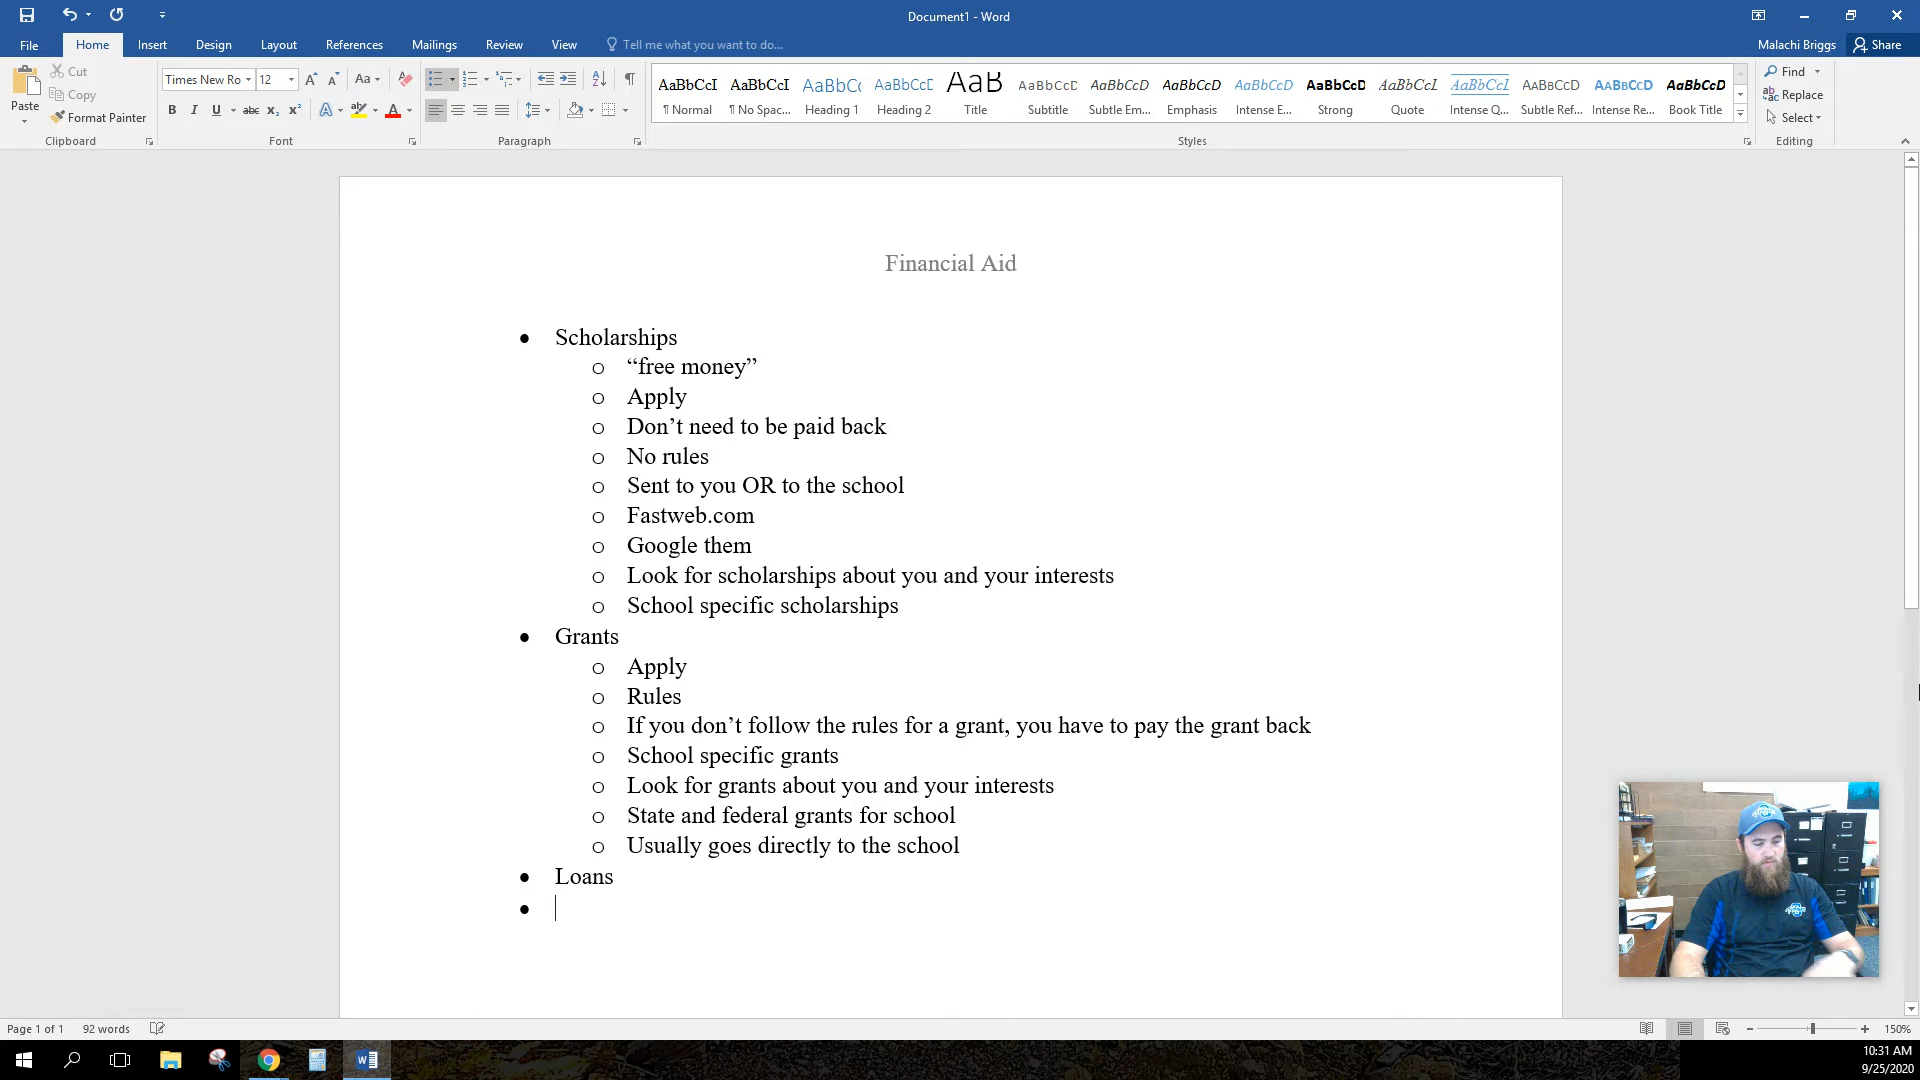 Document1 - Word
File Home Insert Design Layout References Mailings Review View Tell me what you want to do... Malachi Briggs Share
Paste Cut Copy Format Painter
Times New Ro 12
AaBbCcI AaBbCcI AaBbCc AaBbCcD AaB AaBbCcD AaBbCcD AaBbCcD AaBbCcD AaBbCcD AaBbCcD AaBbCcI AaBbCcD AaBbCcD AaBbCcD
¶ Normal ¶ No Spac... Heading 1 Heading 2 Title Subtitle Subtle Em... Emphasis Intense E... Strong Quote Intense Q... Subtle Ref... Intense Re... Book Title
Find Replace Select
Clipboard Font Paragraph Styles Editing
Financial Aid
• Scholarships
o “free money”
o Apply
o Don’t need to be paid back
o No rules
o Sent to you OR to the school
o Fastweb.com
o Google them
o Look for scholarships about you and your interests
o School specific scholarships
• Grants
o Apply
o Rules
o If you don’t follow the rules for a grant, you have to pay the grant back
o School specific grants
o Look for grants about you and your interests
o State and federal grants for school
o Usually goes directly to the school
• Loans
•
Page 1 of 1 92 words 150%
10:31 AM
9/25/2020